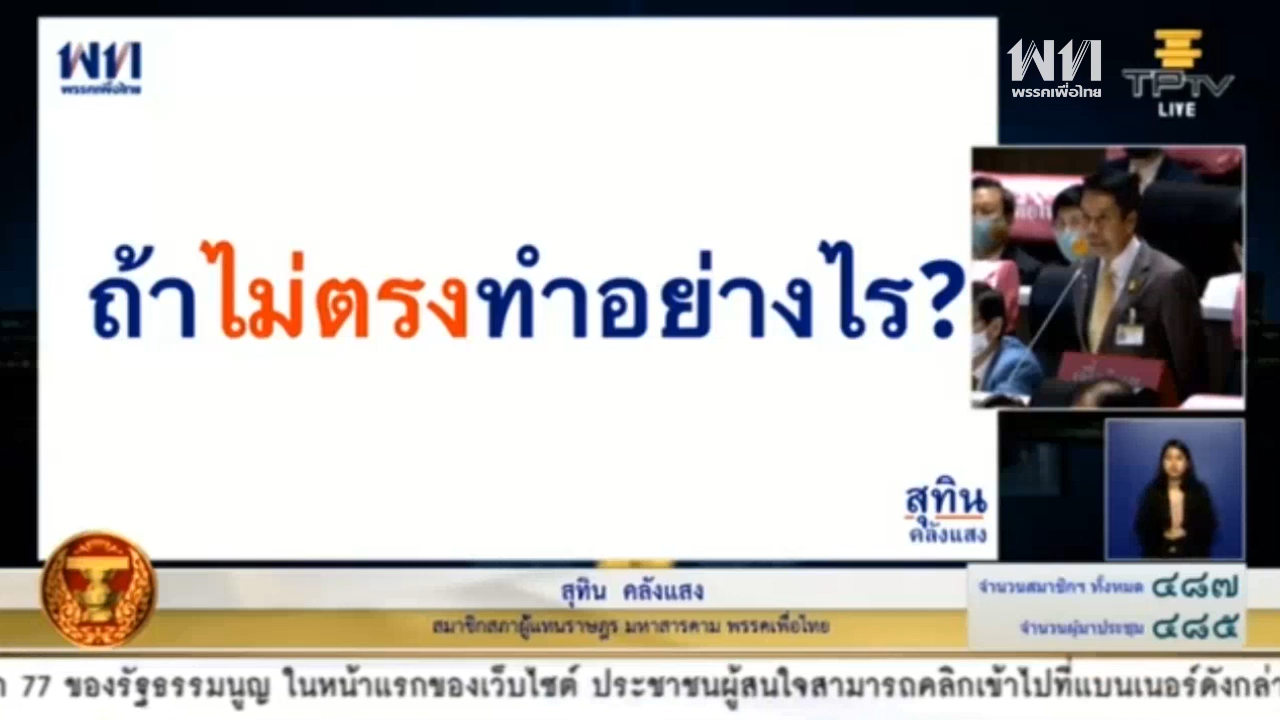 พท
พรรคเพื่อไทย
พท
พรรคเพื่อไทย
TPTV
LIVE
ถ้าไม่ตรงทำอย่างไร?
สุทิน
คลังแสง
สุทิน คลังแสง
สมาชิกสภาผู้แทนราษฎร มหาสารคาม พรรคเพื่อไทย
จำนวนสมาชิกฯ ทั้งหมด ๔๘๗
จำนวนผู้มาประชุม ๔๘๕
77 ของรัฐธรรมนูญ ในหน้าแรกของเว็บไซต์ ประชาชนผู้สนใจสามารถคลิกเข้าไปที่แบนเนอร์ดังกล่า